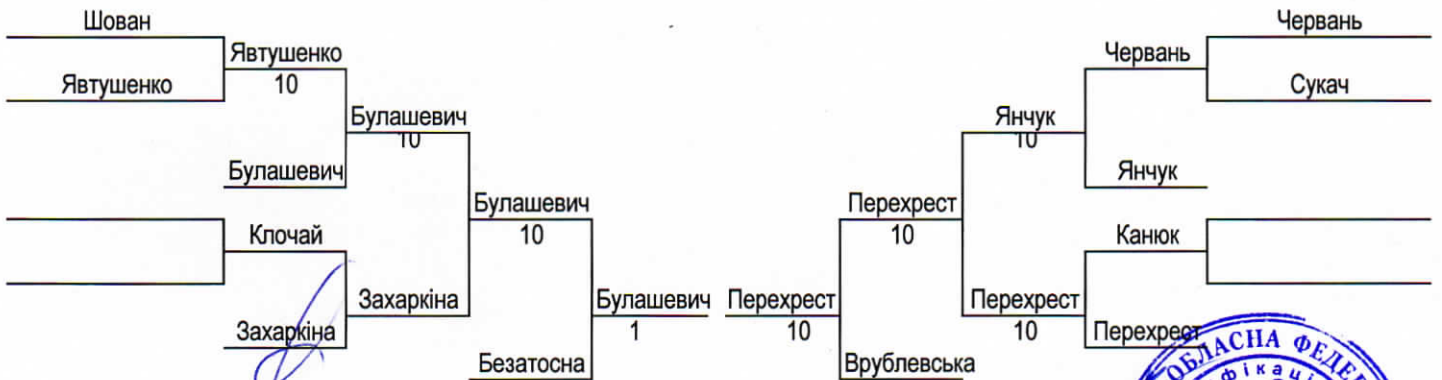 Шован
Явтушенко
Явтушенко
10
Булашевич
Булашевич
10
Клочай
Захаркіна
Захаркіна
Булашевич
10
Безатосна
Булашевич
1
Червань
Сукач
Червань
Янчук
Янчук
10
Канюк
Перехрест
Перехрест
10
Перехрест
10
Врублевська
Перехрест
10
ОБЛАСНА ФЕДЕР